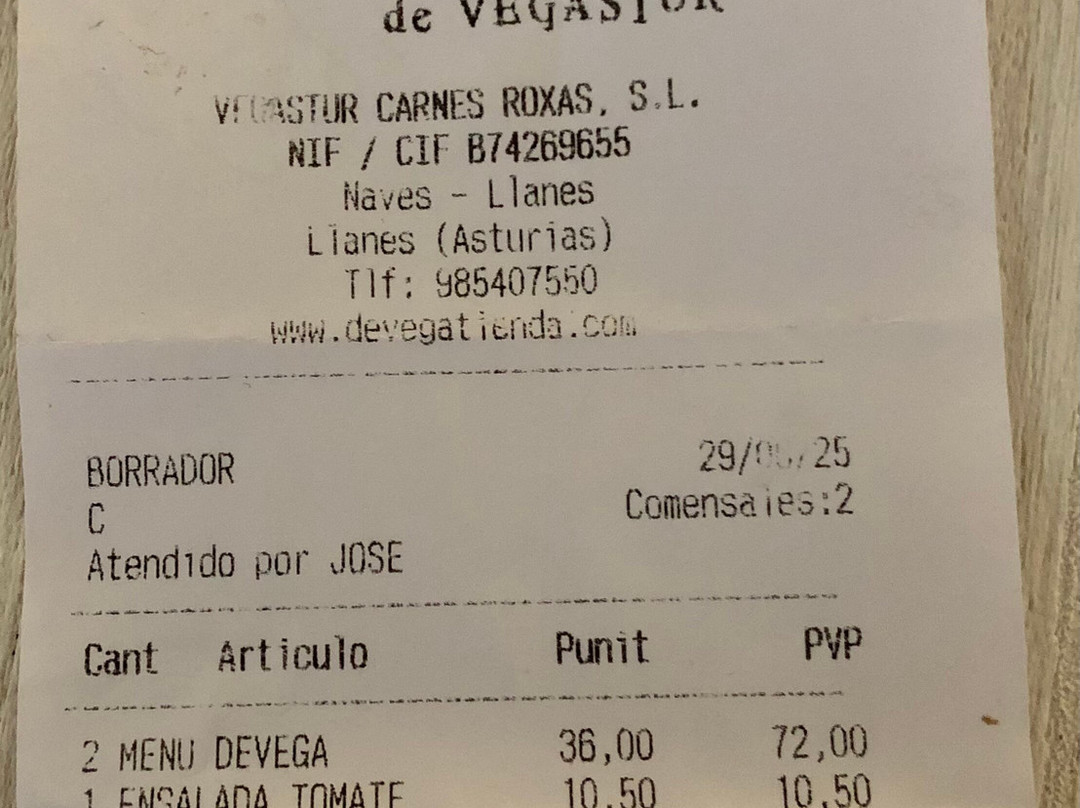 de VEGASTUR
VEGASTUR CARNES ROXAS, S.L.
NIF / CIF B74269655
Naves - Llanes
Llanes (Asturias)
Tlf: 985407550
www.devegatienda.com
BORRADOR
C
Comensales:2
Atendido por JOSE
Cant Articulo Punit PVP
2 MENU DEVEGA 36,00 72,00
1 ENSALADA TOMATE 10,50 10,50